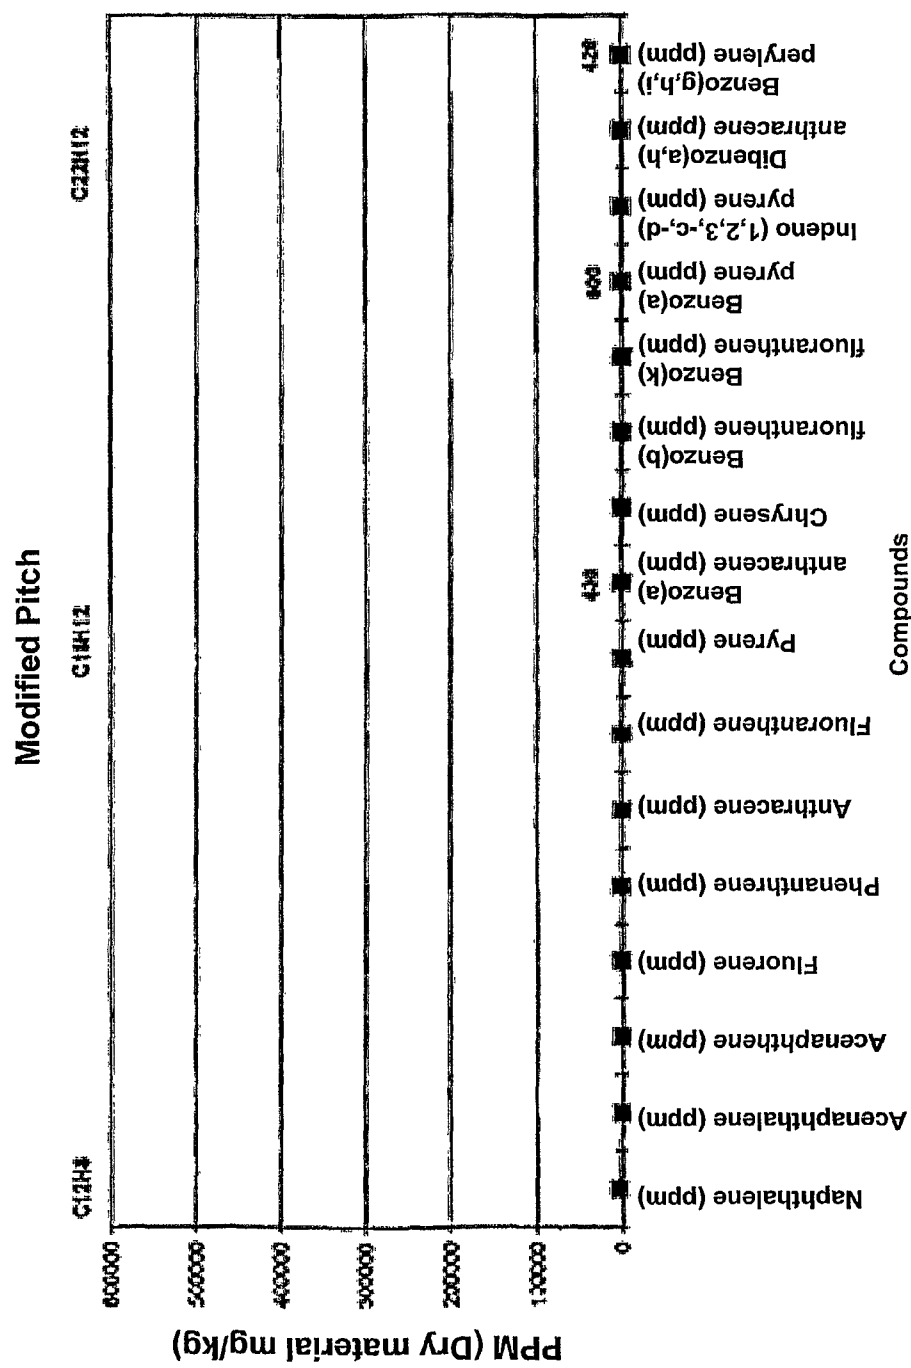 Modified Pitch
C22H12
600000
500000
400000
300000
200000
100000
0
PPM (Dry material mg/kg)
Naphthalene (ppm)
Acenaphthalene (ppm)
Acenaphthene (ppm)
Fluorene (ppm)
Phenanthrene (ppm)
Anthracene (ppm)
Fluoranthene (ppm)
Pyrene (ppm)
Benzo(a)
anthracene (ppm)
Chrysene (ppm)
Benzo(b)
fluoranthene (ppm)
Benzo(k)
fluoranthene (ppm)
Benzo(a)
pyrene (ppm)
Indeno (1,2,3,-c,-d)
pyrene (ppm)
Dibenzo(a,h)
anthracene (ppm)
Benzo(g,h,i)
perylene (ppm)
Compounds